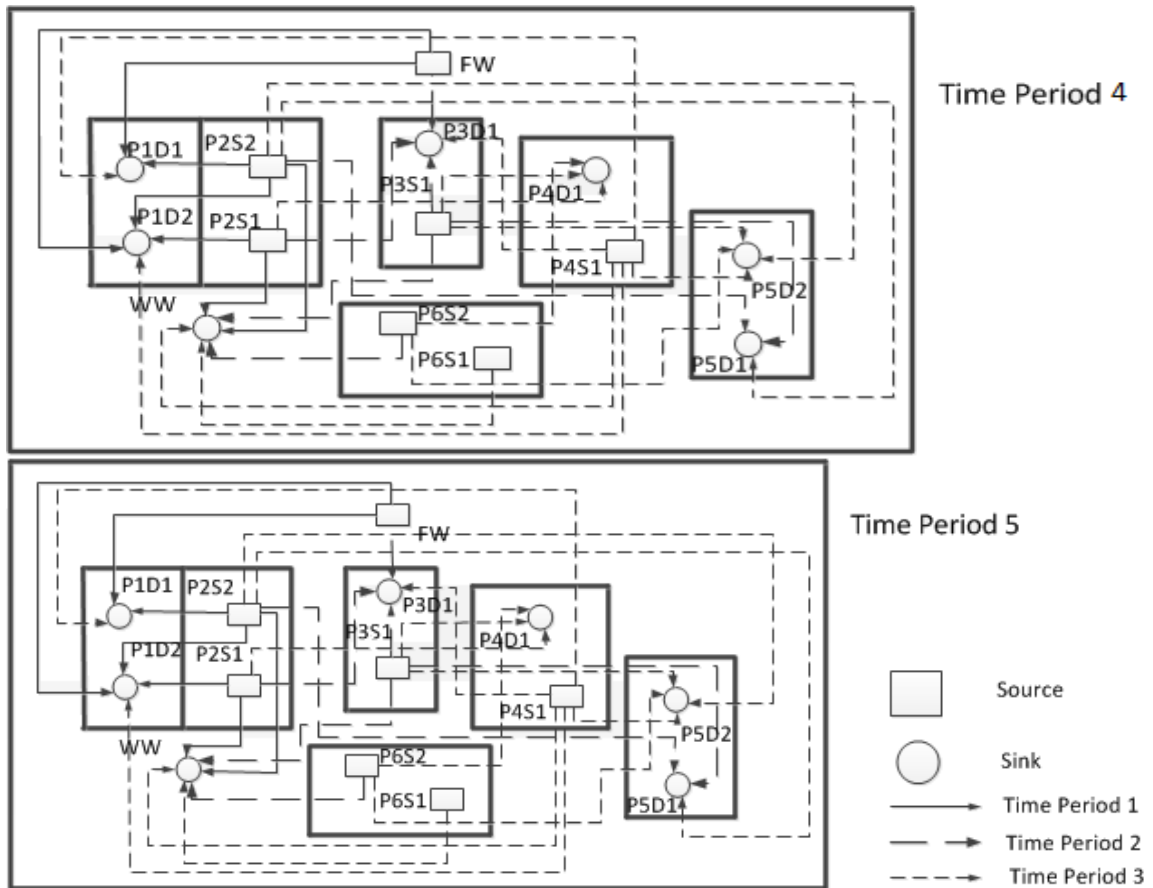 FW
Time Period 4
P1D1
P2S2
P3D1
P3S1
P4D1
P1D2
P2S1
P4S1
WW
P5D2
P6S2
P6S1
P5D1
Time Period 5
FW
P1D1
P2S2
P3D1
P3S1
P4D1
P1D2
P2S1
P4S1
WW
P5D2
P6S2
P6S1
P5D1
Source
Sink
Time Period 1
Time Period 2
Time Period 3